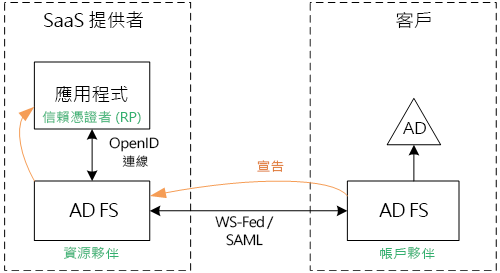 SaaS 提供者
客戶
應用程式
信賴憑證者 (RP)
AD
OpenID
連線
宣告
AD FS
WS-Fed /
SAML
AD FS
資源夥伴
帳戶夥伴